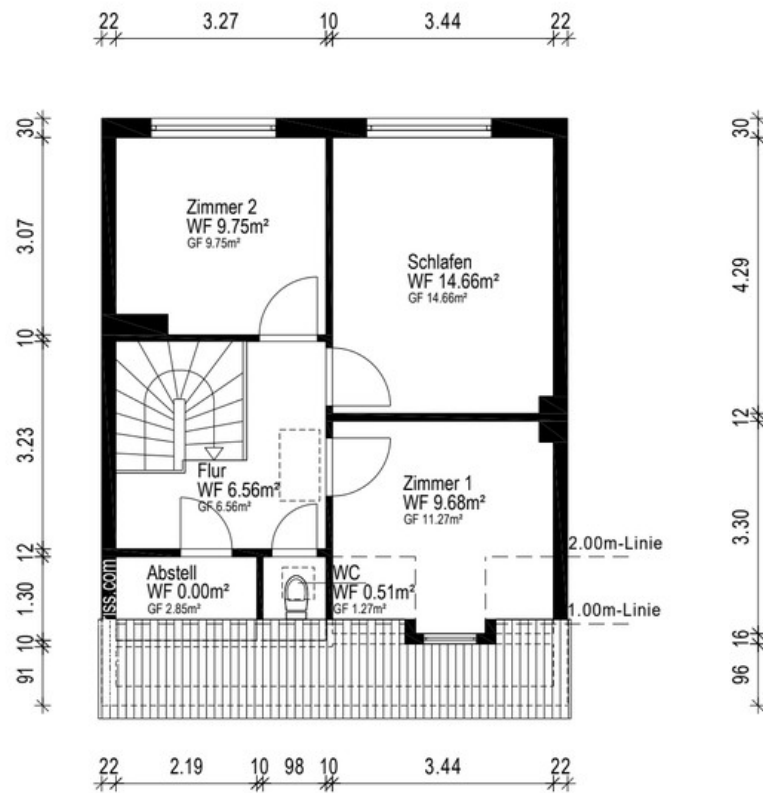 22 3.27 10 3.44 22
30
3.07
10
3.23
12
1.30
10
91
30
4.29
12
3.30
16
96
Zimmer 2
WF 9.75m²
GF 9.75m²
Schlafen
WF 14.66m²
GF 14.66m²
Flur
WF 6.56m²
GF 6.56m²
Zimmer 1
WF 9.68m²
GF 11.27m²
2.00m-Linie
Abstell
WF 0.00m²
GF 2.85m²
WC
WF 0.51m²
GF 1.27m²
1.00m-Linie
22 2.19 10 98 10 3.44 22